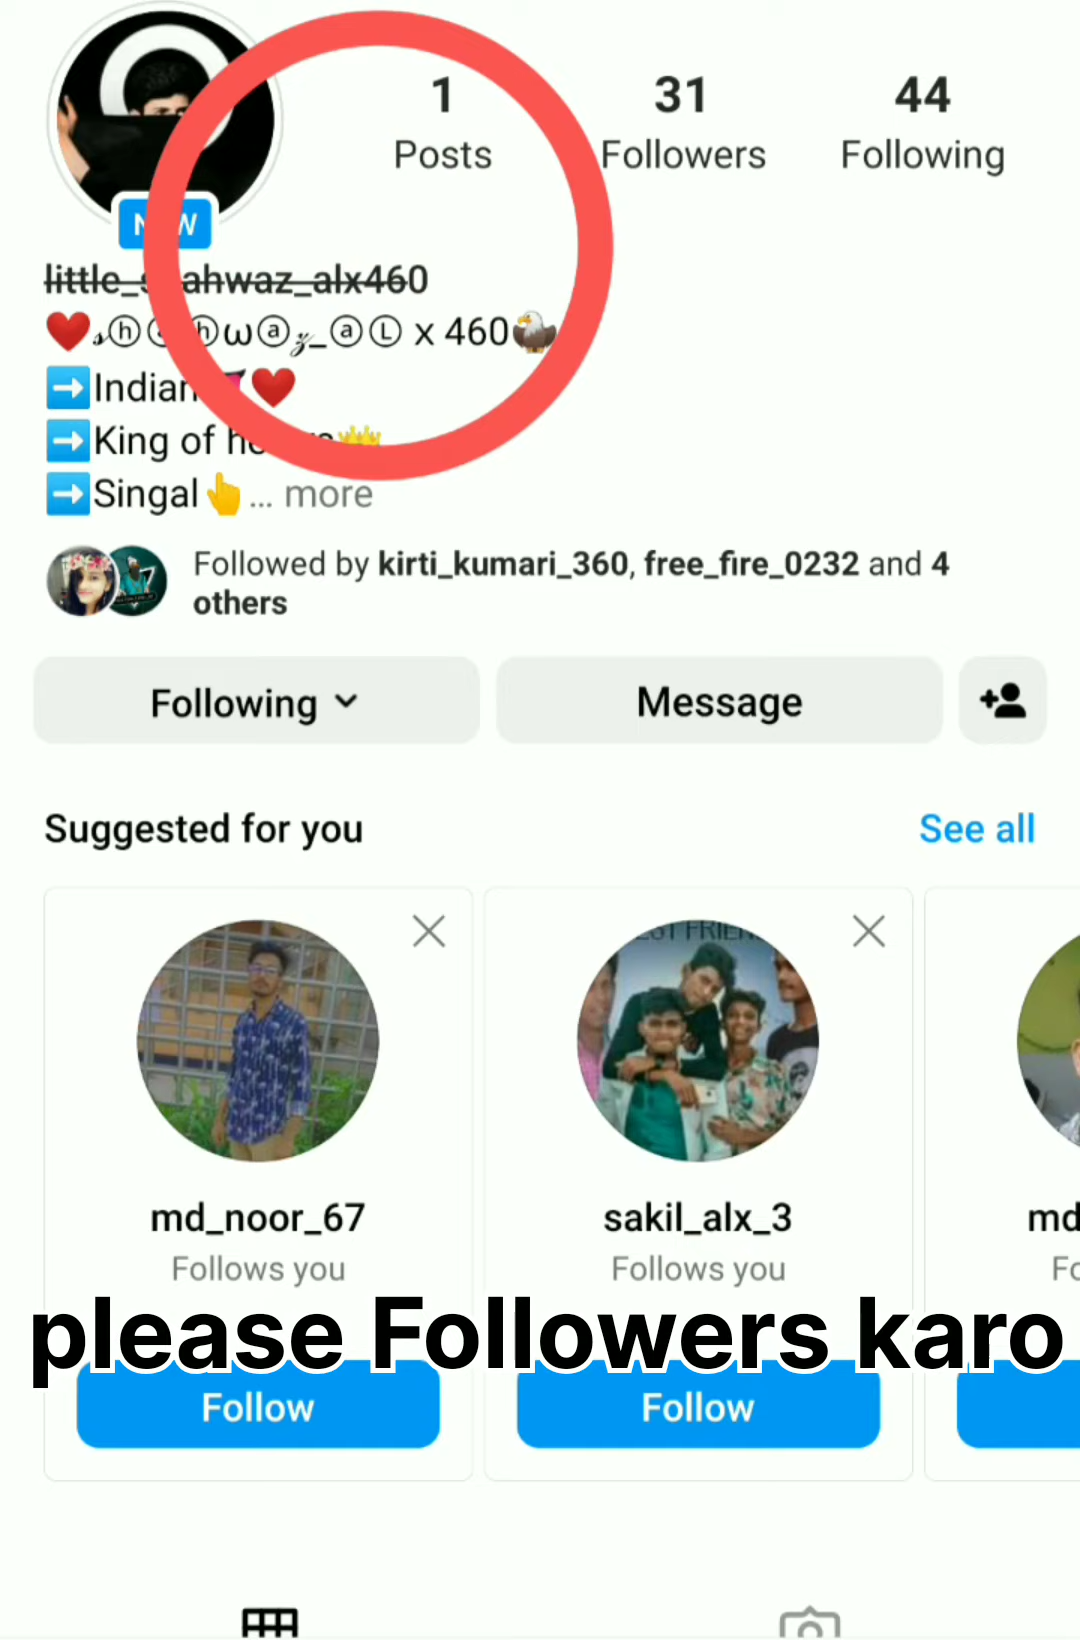 1
Posts
31
Followers
44
Following
little_ ahwaz_alx460
ωⓐ𝓏_ⓐⓁ x 460
Indian
King of
Singal👆... more
Followed by kirti_kumari_360, free_fire_0232 and 4
others
Following
Message
Suggested for you
See all
md_noor_67
Follows you
sakil_alx_3
Follows you
please Followers karo
Follow
Follow